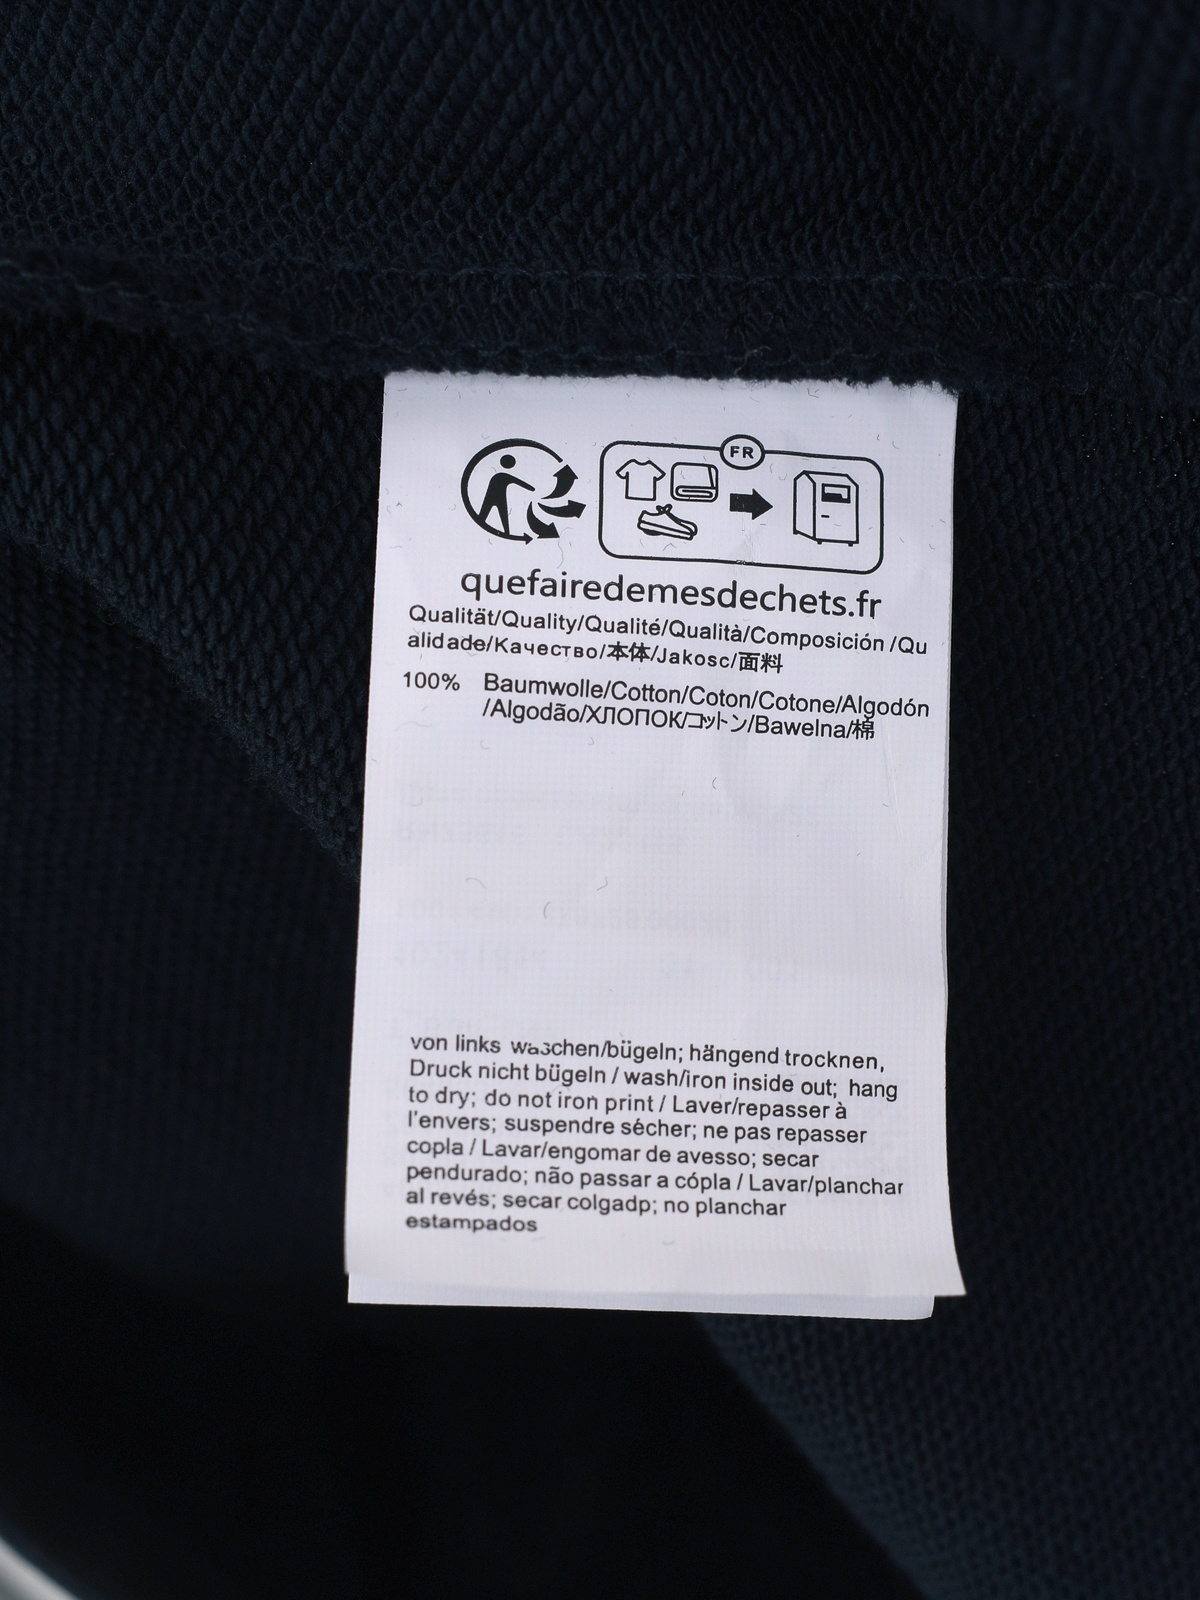 FR
quefairedemesdechets.fr
Qualität/Quality/Qualité/Qualità/Composición /Qu
alidade/Качество/本体/Jakosc/面料
100% Baumwolle/Cotton/Coton/Cotone/Algodón
/Algodão/ХЛОПОК/コットン/Bawelna/棉
von links waschen/bügeln; hängend trocknen,
Druck nicht bügeln / wash/iron inside out; hang
to dry; do not iron print / Laver/repasser à
l'envers; suspendre sécher; ne pas repasser
copla / Lavar/engomar de avesso; secar
pendurado; não passar a cópla / Lavar/planchar
al revés; secar colgadp; no planchar
estampados